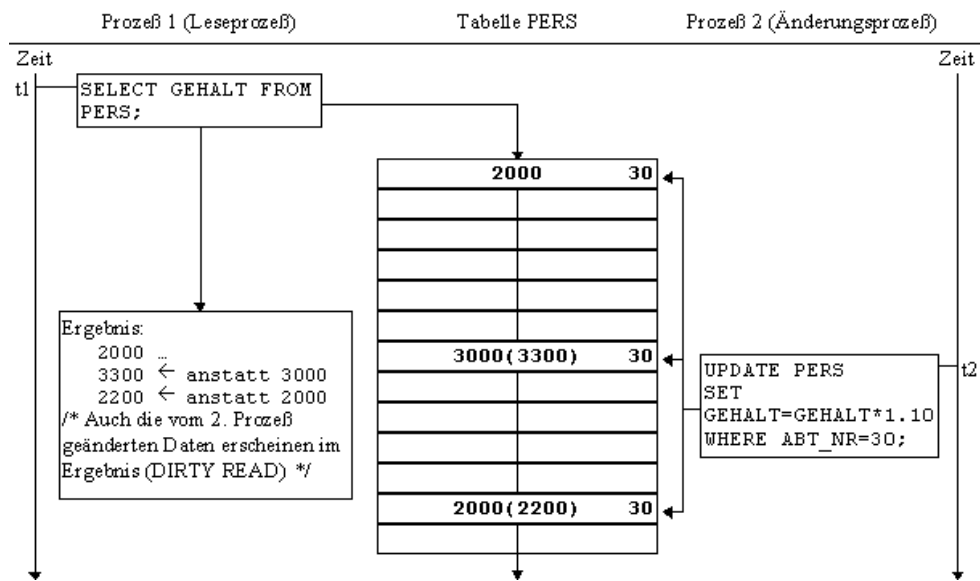 Prozeß 1 (Leseprozeß) Tabelle PERS Prozeß 2 (Änderungsprozeß)
Zeit Zeit
t1
SELECT GEHALT FROM
PERS;
2000 30
3000(3300) 30
2000(2200) 30
Ergebnis:
2000 …
3300 ← anstatt 3000
2200 ← anstatt 2000
/* Auch die vom 2. Prozeß
geänderten Daten erscheinen im
Ergebnis (DIRTY READ) */
UPDATE PERS
SET
GEHALT=GEHALT*1.10
WHERE ABT_NR=30;
t2